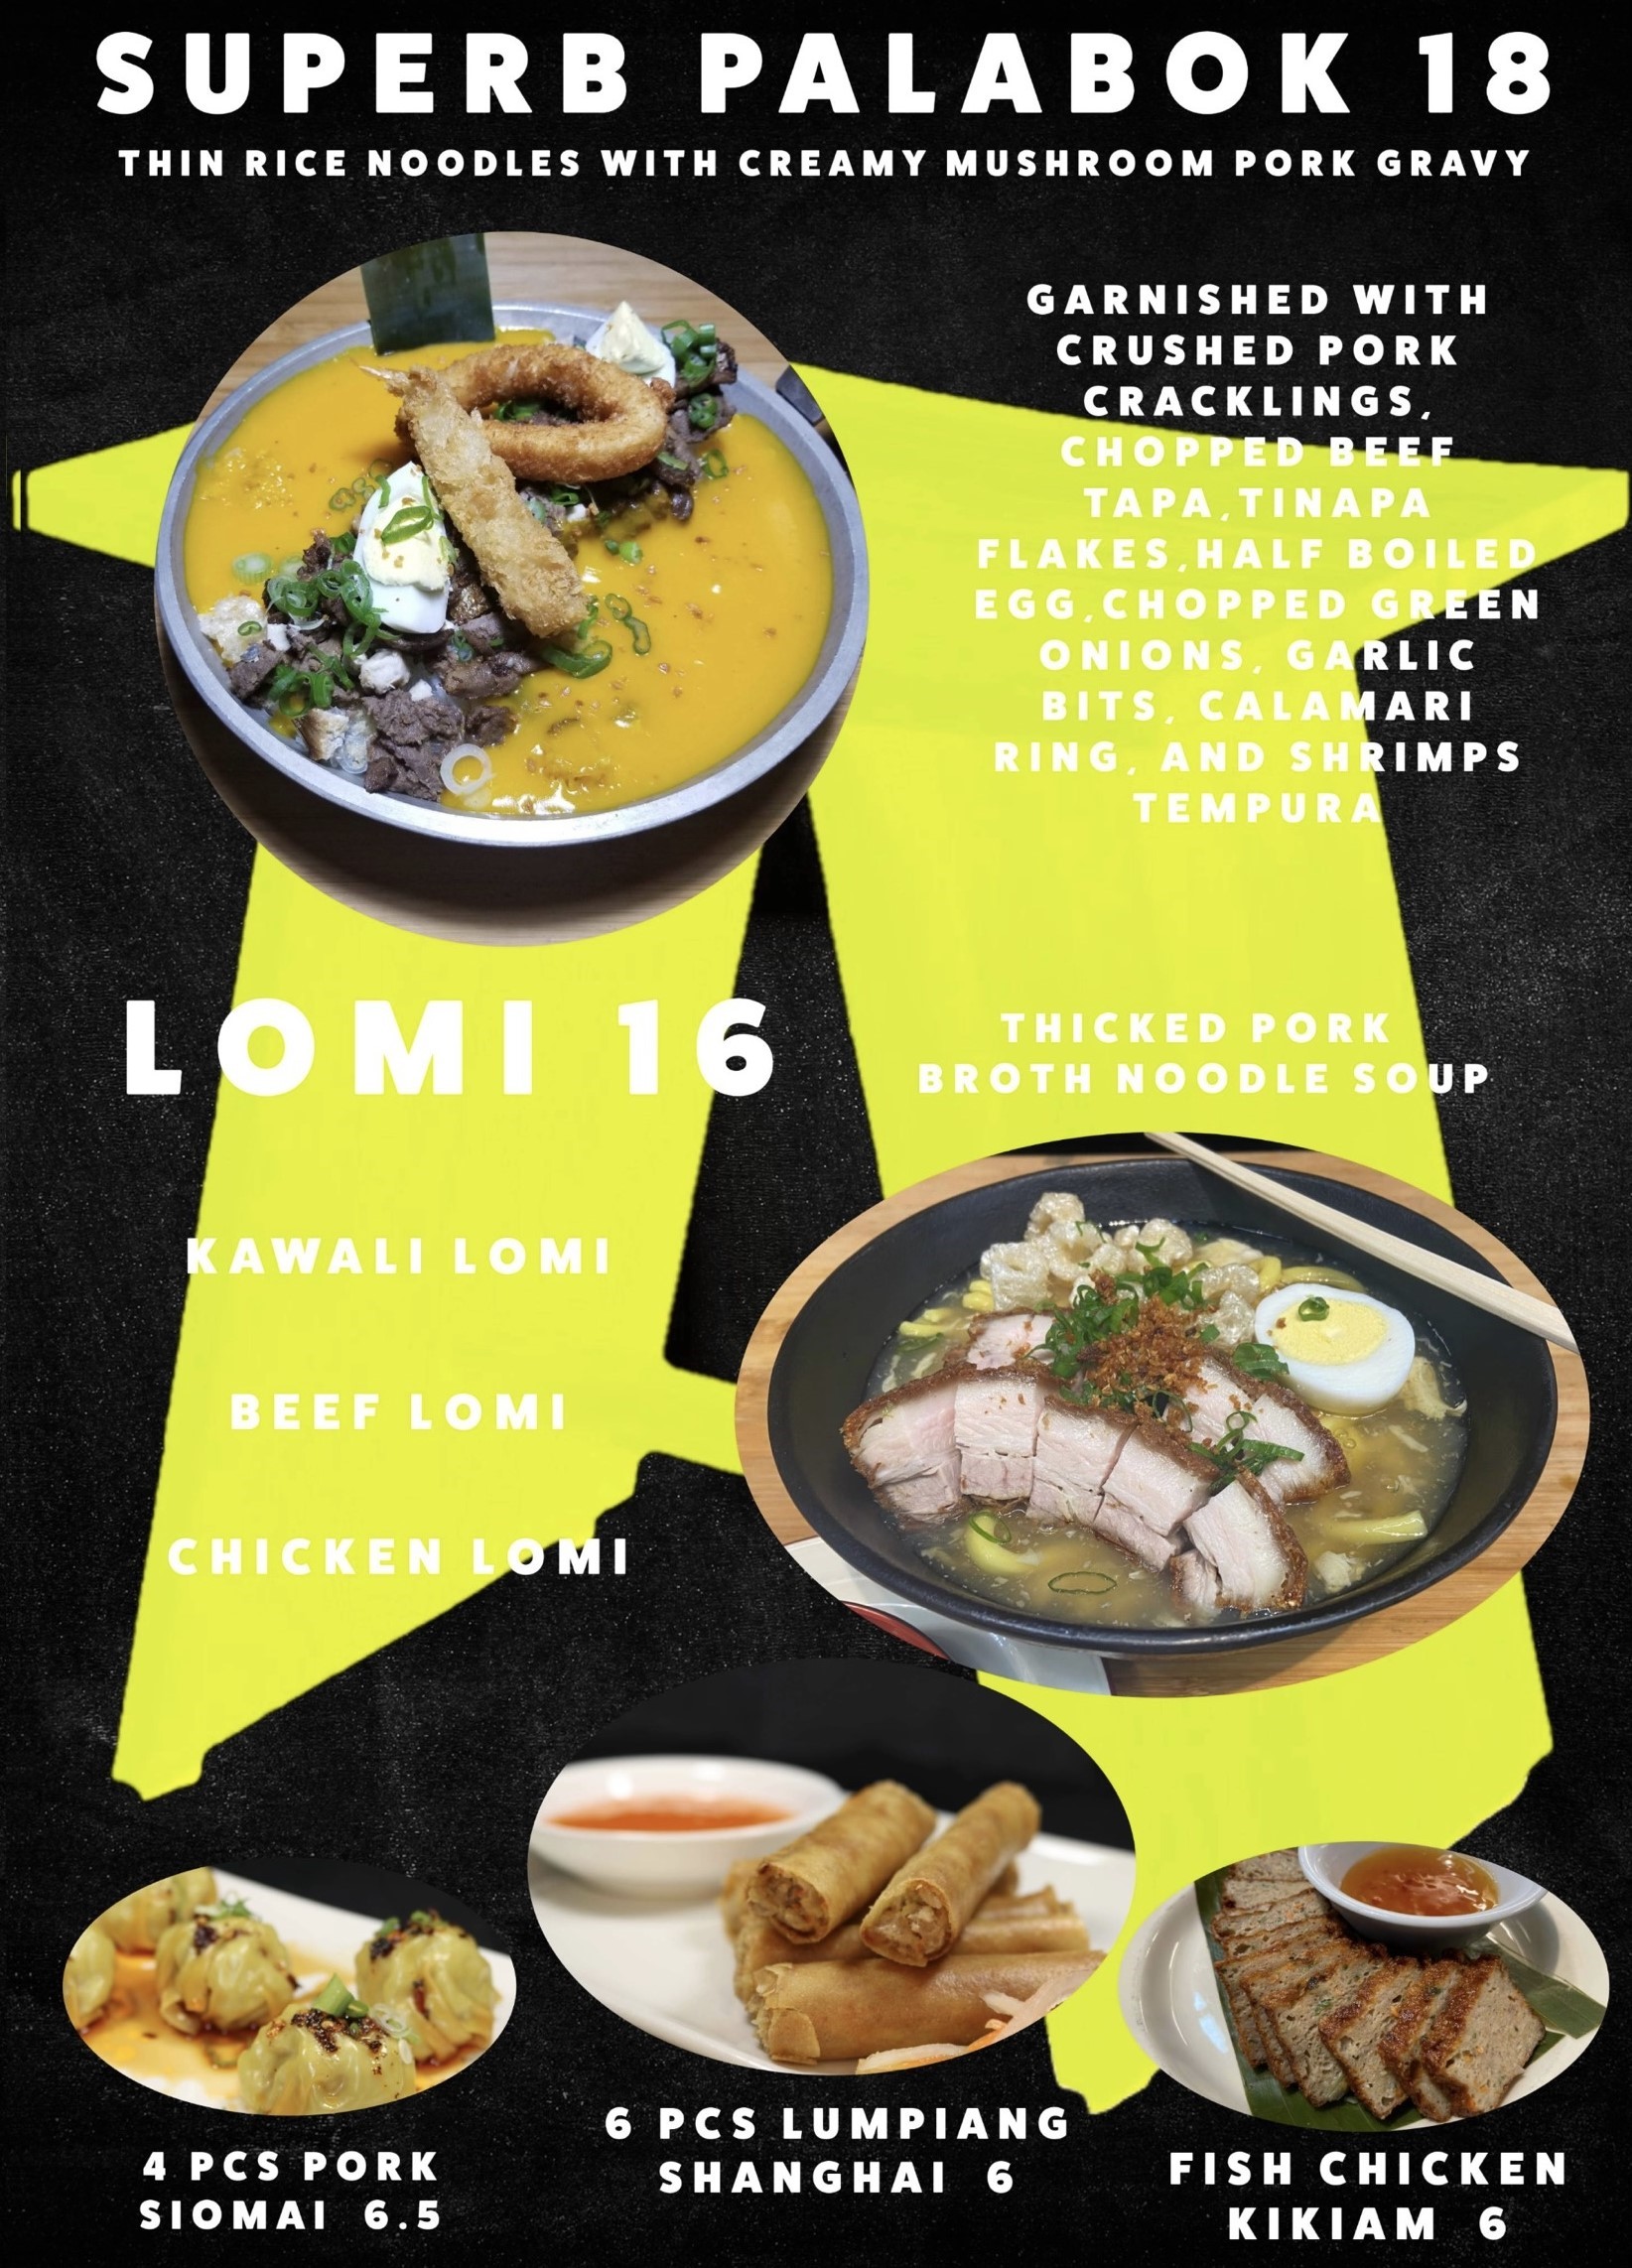 SUPERB PALABOK 18
THIN RICE NOODLES WITH CREAMY MUSHROOM PORK GRAVY
GARNISHED WITH
CRUSHED PORK
CRACKLINGS,
CHOPPED BEEF
TAPA,TINAPA
FLAKES,HALF BOILED
EGG,CHOPPED GREEN
ONIONS, GARLIC
BITS, CALAMARI
RING, AND SHRIMPS
TEMPURA
LOMI 16
THICKED PORK
BROTH NOODLE SOUP
KAWALI LOMI
BEEF LOMI
CHICKEN LOMI
4 PCS PORK
SIOMAI 6.5
6 PCS LUMPIANG
SHANGHAI 6
FISH CHICKEN
KIKIAM 6